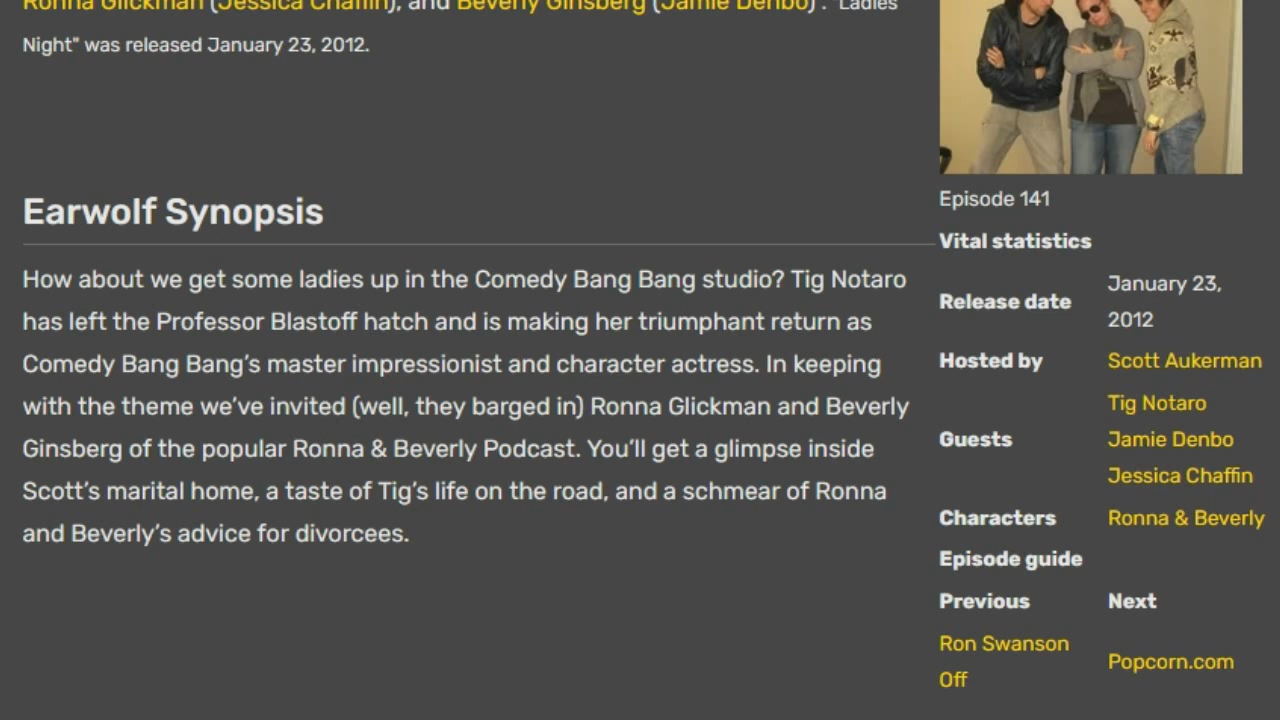 Ronna Glickman (Jessica Chaffin), and Beverly Ginsberg (Jamie Denbo) . "Ladies
Night" was released January 23, 2012.
Earwolf Synopsis
How about we get some ladies up in the Comedy Bang Bang studio? Tig Notaro
has left the Professor Blastoff hatch and is making her triumphant return as
Comedy Bang Bang’s master impressionist and character actress. In keeping
with the theme we’ve invited (well, they barged in) Ronna Glickman and Beverly
Ginsberg of the popular Ronna & Beverly Podcast. You’ll get a glimpse inside
Scott’s marital home, a taste of Tig’s life on the road, and a schmear of Ronna
and Beverly’s advice for divorcees.
Episode 141
Vital statistics
Release date
January 23,
2012
Hosted by
Scott Aukerman
Guests
Tig Notaro
Jamie Denbo
Jessica Chaffin
Characters
Ronna & Beverly
Episode guide
Previous
Next
Ron Swanson
Off
Popcorn.com